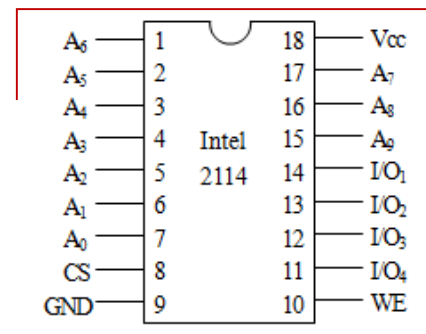 A₆ 1 18 Vcc
A₅ 2 17 A₇
A₄ 3 16 A₈
A₃ 4 Intel 15 A₉
A₂ 5 2114 14 I/O₁
A₁ 6 13 I/O₂
A₀ 7 12 I/O₃
CS 8 11 I/O₄
GND 9 10 WE